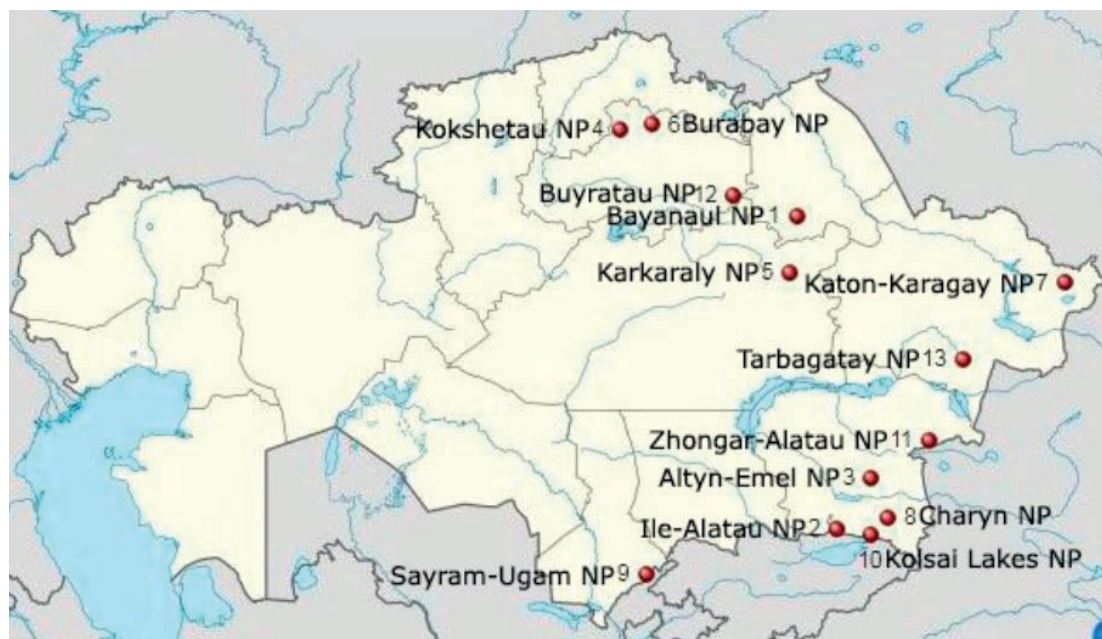 Kokshetau NP4
6Burabay NP
Buyratau NP12
Bayanaul NP1
Karkaraly NP5
Katon-Karagay NP7
Tarbagatay NP13
Zhongar-Alatau NP11
Altyn-Emel NP3
8Charyn NP
Ile-Alatau NP2
10Kolsai Lakes NP
Sayram-Ugam NP9